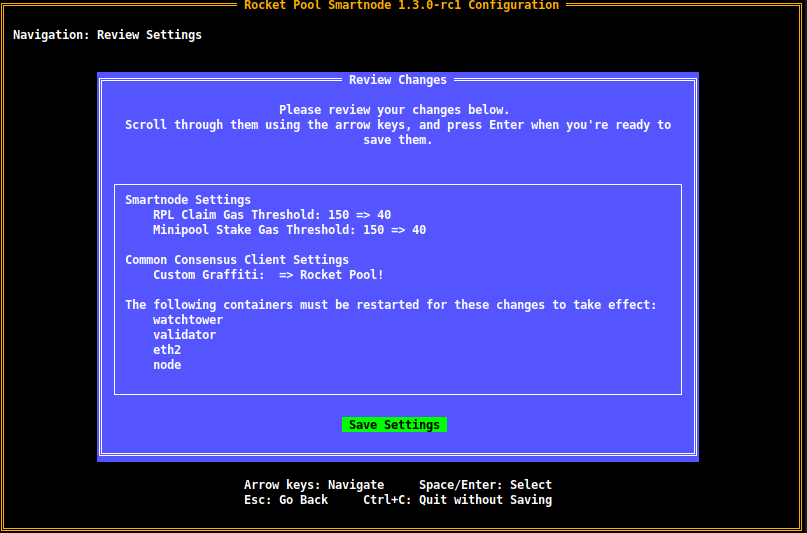 Rocket Pool Smartnode 1.3.0-rc1 Configuration
Navigation: Review Settings
Review Changes
Please review your changes below.
Scroll through them using the arrow keys, and press Enter when you're ready to
save them.
Smartnode Settings
RPL Claim Gas Threshold: 150 => 40
Minipool Stake Gas Threshold: 150 => 40
Common Consensus Client Settings
Custom Graffiti:  => Rocket Pool!
The following containers must be restarted for these changes to take effect:
watchtower
validator
eth2
node
Save Settings
Arrow keys: Navigate     Space/Enter: Select
Esc: Go Back     Ctrl+C: Quit without Saving